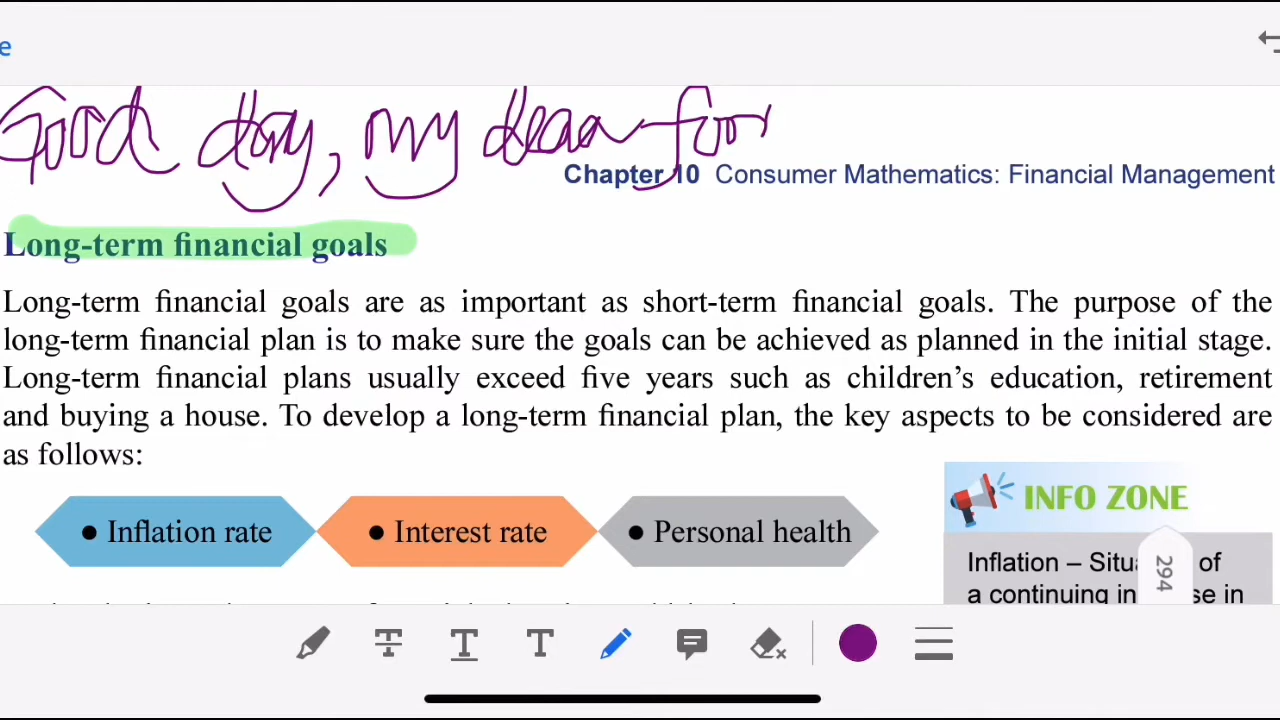 e
Good day, my dear for
Chapter 10 Consumer Mathematics: Financial Management
Long-term financial goals
Long-term financial goals are as important as short-term financial goals. The purpose of the
long-term financial plan is to make sure the goals can be achieved as planned in the initial stage.
Long-term financial plans usually exceed five years such as children’s education, retirement
and buying a house. To develop a long-term financial plan, the key aspects to be considered are
as follows:
● Inflation rate ● Interest rate ● Personal health
INFO ZONE
Inflation – Situa of
a continuing in se in
294
T T T